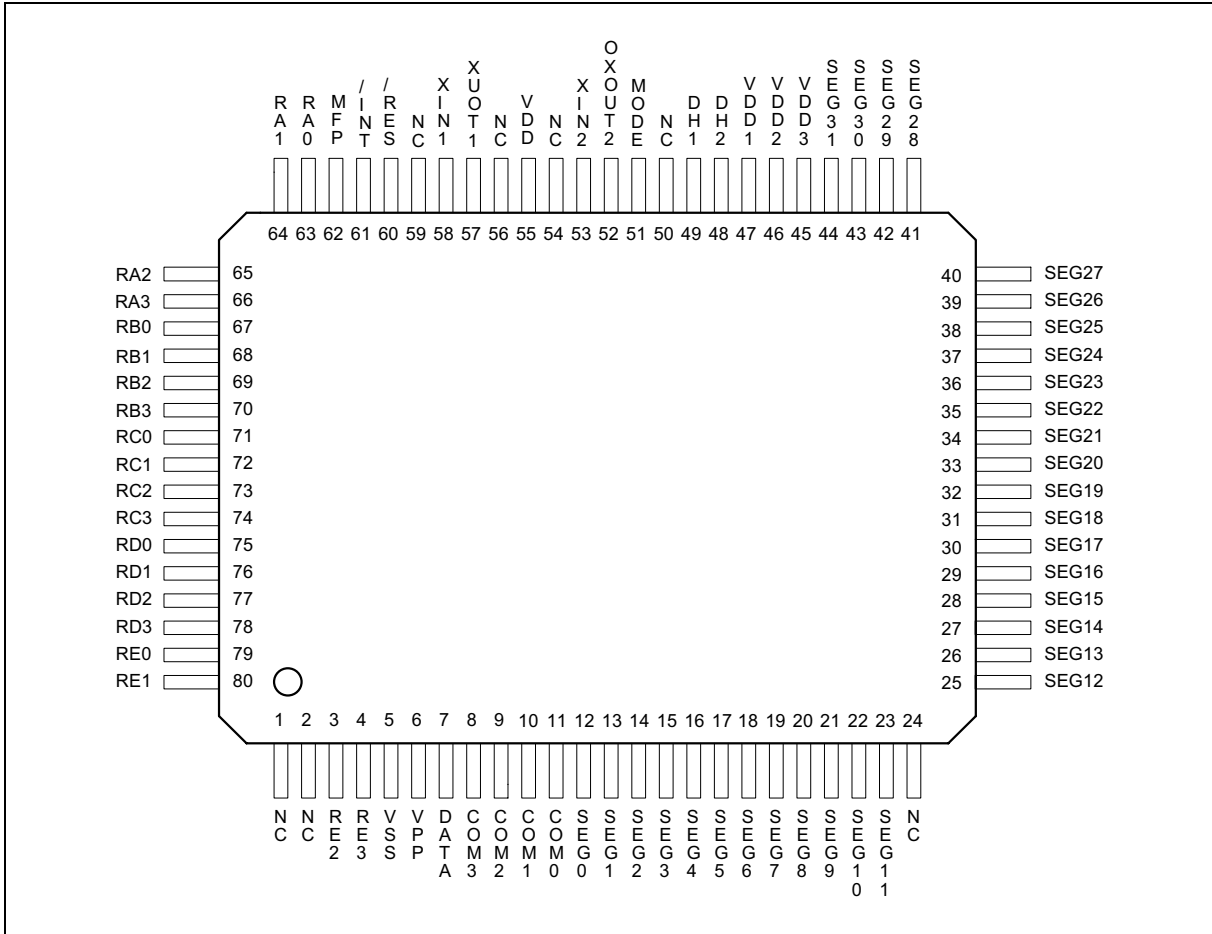 RA1 RA0 MFP /INT /RES NC XIN1 XUOT1 NC VDD NC XIN2 OXOUT2 MODE NC DH1 DH2 VDD1 VDD2 VDD3 SEG31 SEG30 SEG29 SEG28
64 63 62 61 60 59 58 57 56 55 54 53 52 51 50 49 48 47 46 45 44 43 42 41
RA2 65 40 SEG27
RA3 66 39 SEG26
RB0 67 38 SEG25
RB1 68 37 SEG24
RB2 69 36 SEG23
RB3 70 35 SEG22
RC0 71 34 SEG21
RC1 72 33 SEG20
RC2 73 32 SEG19
RC3 74 31 SEG18
RD0 75 30 SEG17
RD1 76 29 SEG16
RD2 77 28 SEG15
RD3 78 27 SEG14
RE0 79 26 SEG13
RE1 80 25 SEG12
1 2 3 4 5 6 7 8 9 10 11 12 13 14 15 16 17 18 19 20 21 22 23 24
NC NC RE2 RE3 VSS VPP DATA COM3 COM2 COM1 COM0 SEG0 SEG1 SEG2 SEG3 SEG4 SEG5 SEG6 SEG7 SEG8 SEG9 SEG10 SEG11 NC